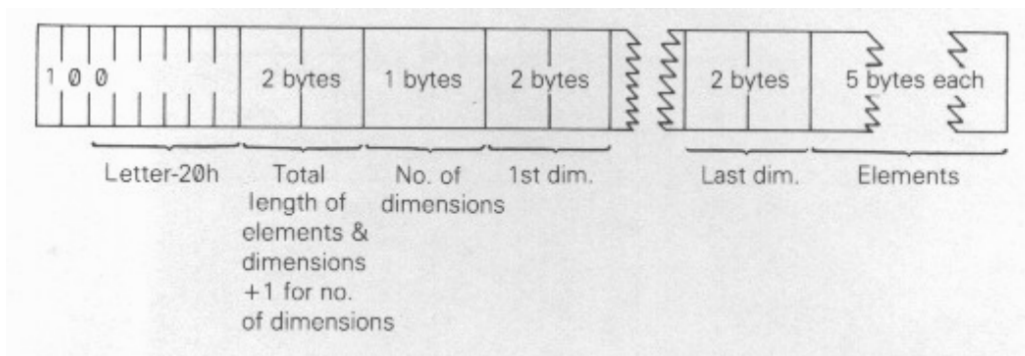 1 0 0 2 bytes 1 bytes 2 bytes 2 bytes 5 bytes each
Letter-20h Total No. of 1st dim. Last dim. Elements
length of dimensions
elements &
dimensions
+1 for no.
of dimensions